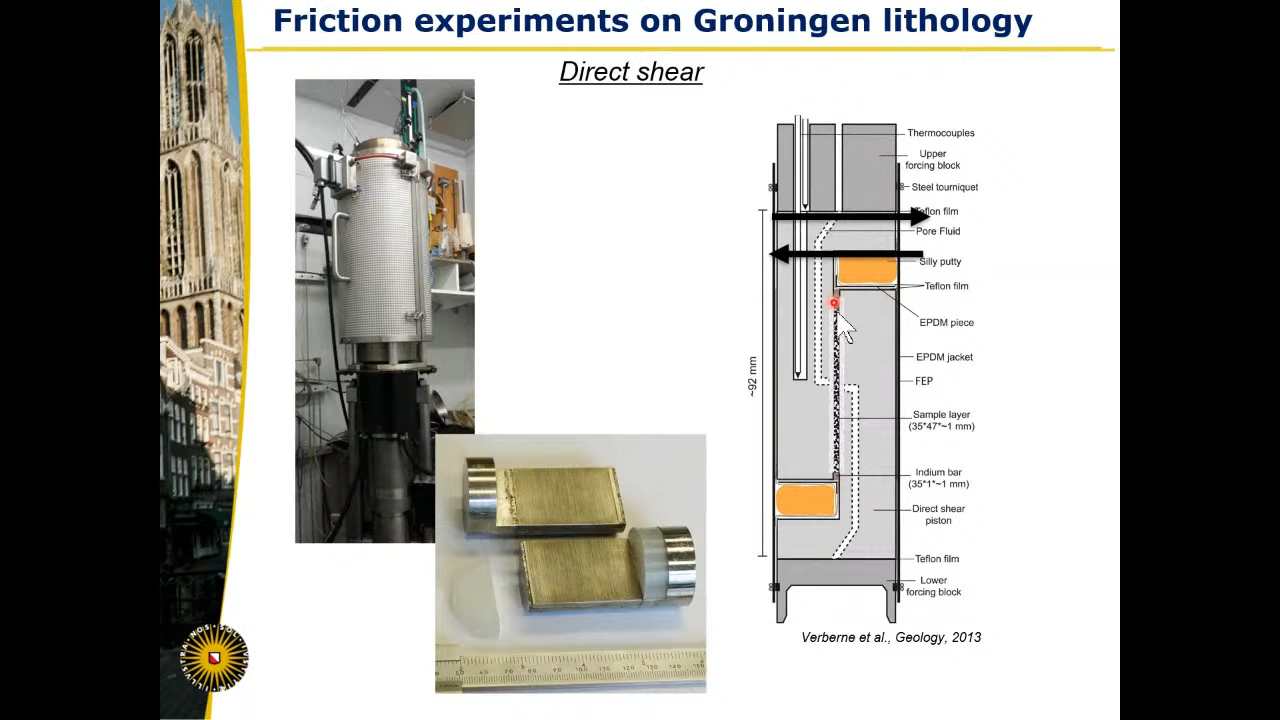 Friction experiments on Groningen lithology
Direct shear
Thermocouples
Upper
forcing block
Steel tourniquet
Teflon film
Pore Fluid
Silly putty
Teflon film
EPDM piece
EPDM jacket
FEP
~92 mm
Sample layer
(35*47*~1 mm)
Indium bar
(35*1*~1 mm)
Direct shear
piston
Teflon film
Lower
forcing block
Verberne et al., Geology, 2013